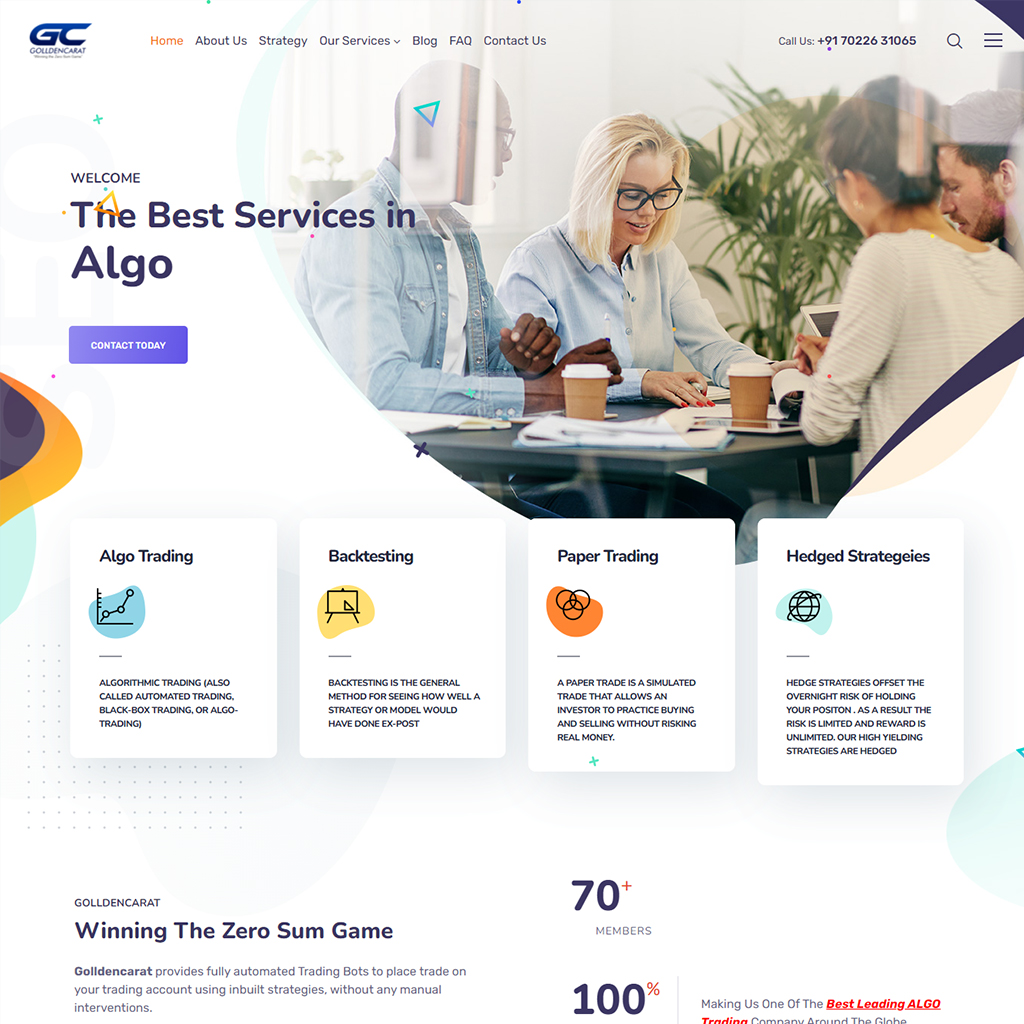 GC
GOLLDENCARAT
"Winning the Zero Sum Game"
Home About Us Strategy Our Services Blog FAQ Contact Us
Call Us: +91 70226 31065
WELCOME
The Best Services in
Algo
CONTACT TODAY
Algo Trading
ALGORITHMIC TRADING (ALSO
CALLED AUTOMATED TRADING,
BLACK-BOX TRADING, OR ALGO-
TRADING)
Backtesting
BACKTESTING IS THE GENERAL
METHOD FOR SEEING HOW WELL A
STRATEGY OR MODEL WOULD
HAVE DONE EX-POST
Paper Trading
A PAPER TRADE IS A SIMULATED
TRADE THAT ALLOWS AN
INVESTOR TO PRACTICE BUYING
AND SELLING WITHOUT RISKING
REAL MONEY.
Hedged Strategeies
HEDGE STRATEGIES OFFSET THE
OVERNIGHT RISK OF HOLDING
YOUR POSITON . AS A RESULT THE
RISK IS LIMITED AND REWARD IS
UNLIMITED. OUR HIGH YIELDING
STRATEGIES ARE HEDGED
GOLLDENCARAT
Winning The Zero Sum Game
Golldencarat provides fully automated Trading Bots to place trade on
your trading account using inbuilt strategies, without any manual
interventions.
70+
MEMBERS
100%
Making Us One Of The Best Leading ALGO
Trading Company Around The Globe